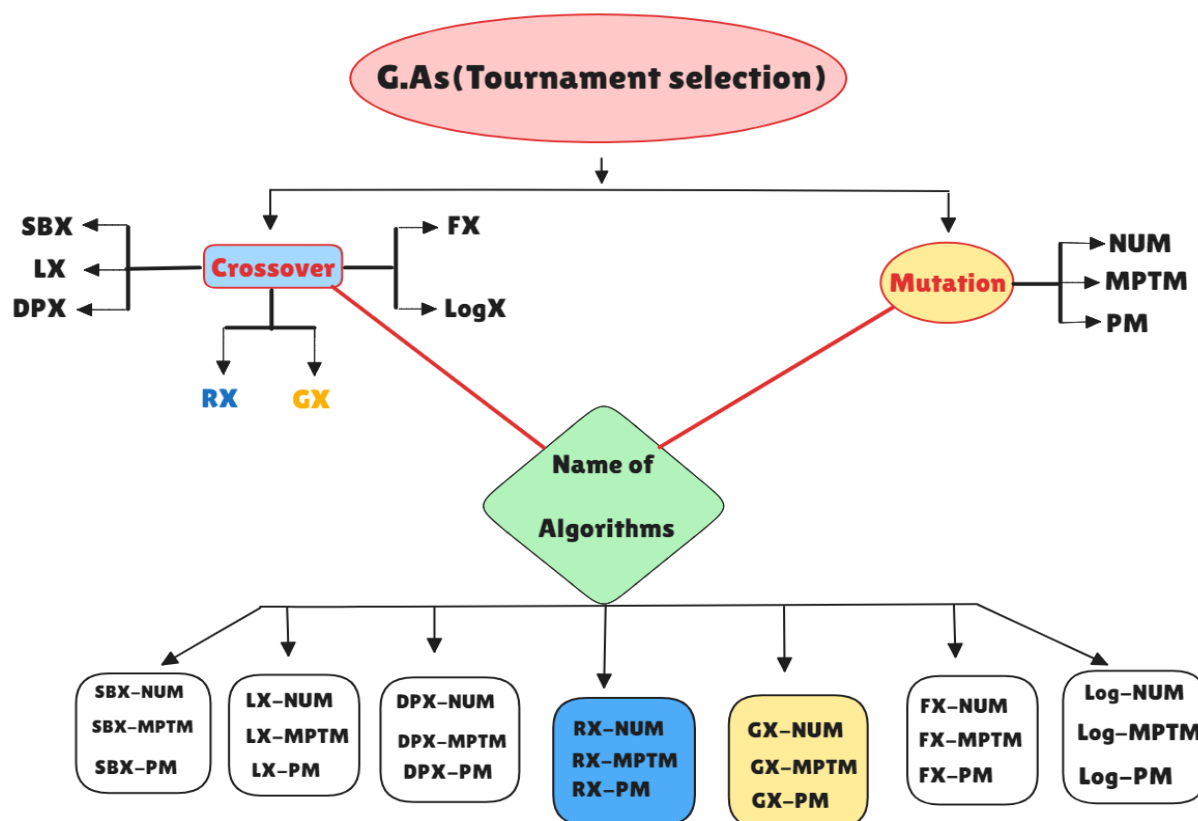 G.As(Tournament selection)
SBX
LX
DPX
Crossover
FX
LogX
RX
GX
Mutation
NUM
MPTM
PM
Name of
Algorithms
SBX-NUM
SBX-MPTM
SBX-PM
LX-NUM
LX-MPTM
LX-PM
DPX-NUM
DPX-MPTM
DPX-PM
RX-NUM
RX-MPTM
RX-PM
GX-NUM
GX-MPTM
GX-PM
FX-NUM
FX-MPTM
FX-PM
Log-NUM
Log-MPTM
Log-PM